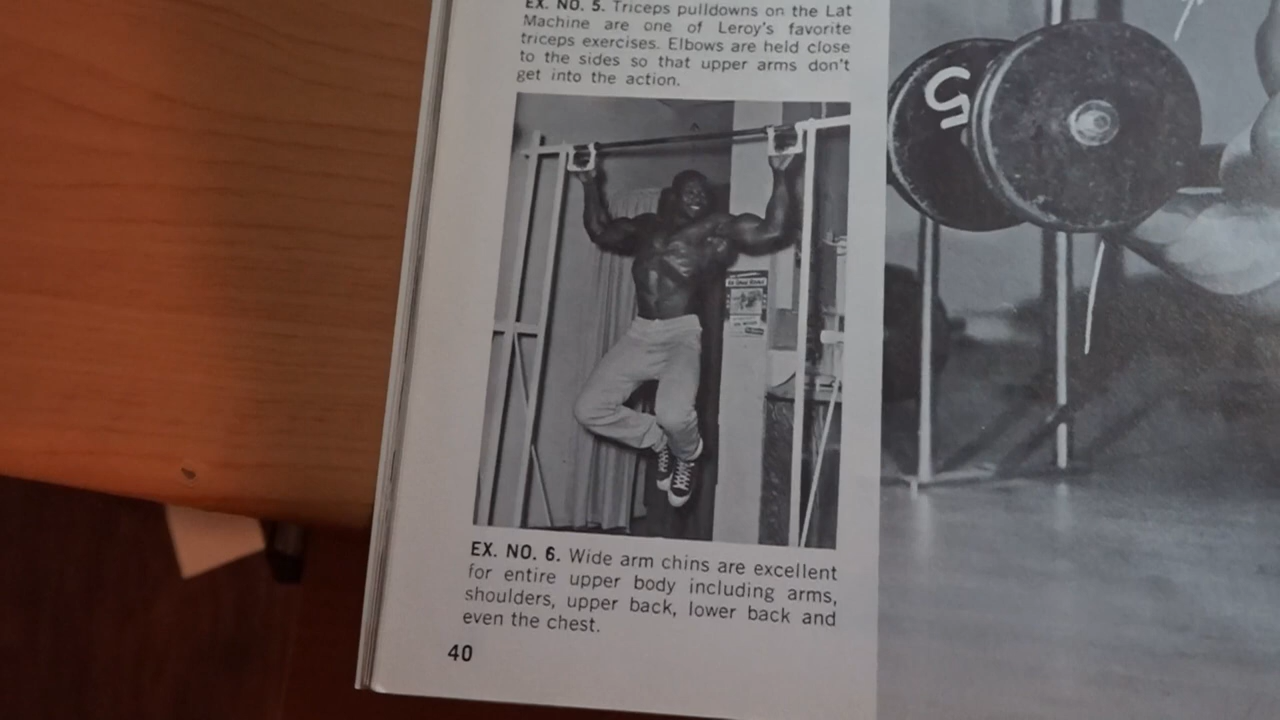 EX. NO. 5. Triceps pulldowns on the Lat
Machine are one of Leroy's favorite
triceps exercises. Elbows are held close
to the sides so that upper arms don't
get into the action.
5
EX. NO. 6. Wide arm chins are excellent
for entire upper body including arms,
shoulders, upper back, lower back and
even the chest.
40